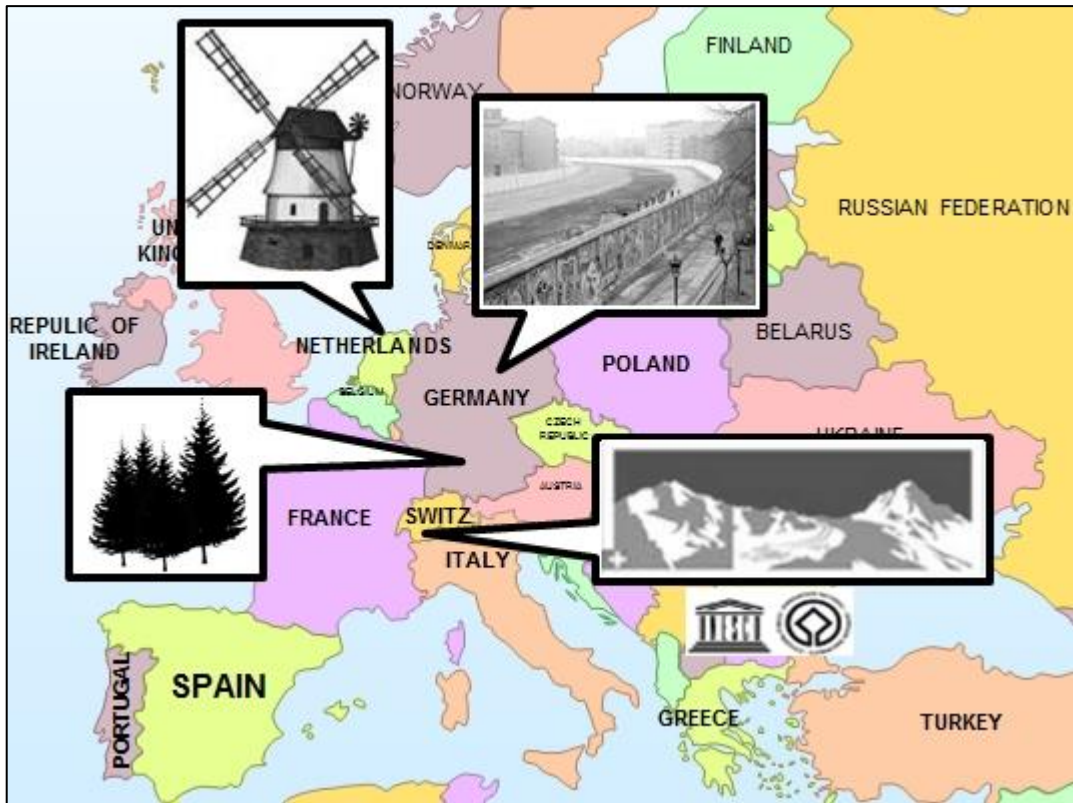 FINLAND
NORWAY
RUSSIAN FEDERATION
UN
KING
DENMAR
REPULIC OF
IRELAND
NETHERLANDS
BELARUS
POLAND
BELGIUM
GERMANY
CZECH
REPUBLIC
UKRAINE
AUSTRIA
FRANCE
SWITZ
ITALY
SPAIN
PORTUGAL
GREECE
TURKEY